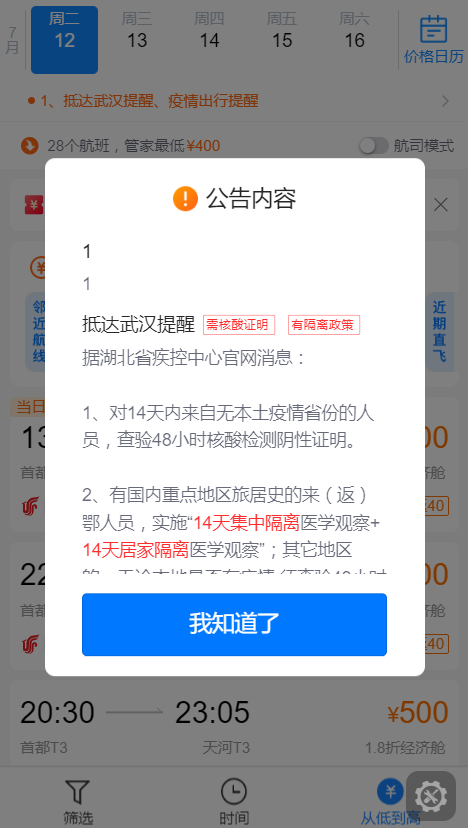 7月
周二 周三 周四 周五 周六
12 13 14 15 16
价格日历
1、抵达武汉提醒、疫情出行提醒
28个航班，管家最低¥400 航司模式
公告内容
1
1
抵达武汉提醒 需核酸证明 有隔离政策
据湖北省疾控中心官网消息：
1、对14天内来自无本土疫情省份的人
员，查验48小时核酸检测阴性证明。
2、有国内重点地区旅居史的来（返）
鄂人员，实施“14天集中隔离医学观察+
14天居家隔离医学观察”；其它地区
我知道了
邻近航线
近期直飞
当日
13 00
首都 济舱
40
22 00
首都 济舱
减40
20:30 23:05 ¥500
首都T3 天河T3 1.8折经济舱
筛选 时间 从低到高